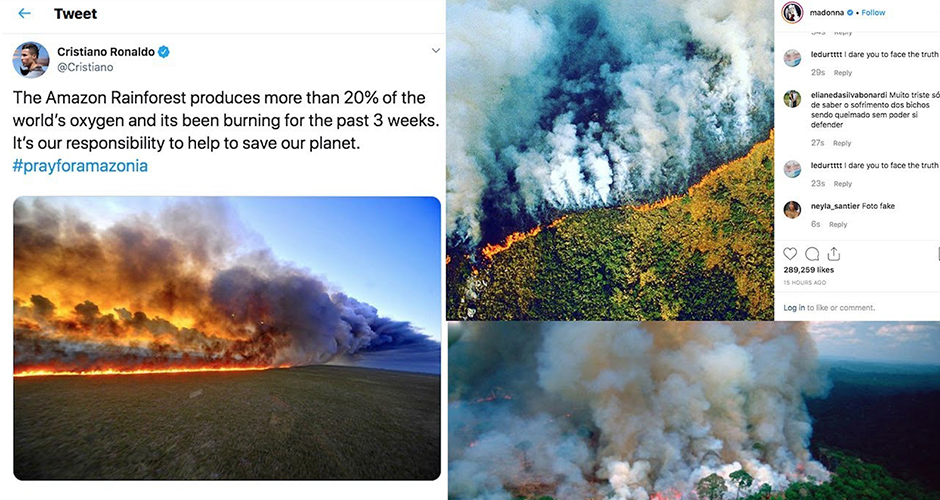 Tweet
Cristiano Ronaldo
@Cristiano
The Amazon Rainforest produces more than 20% of the
world's oxygen and its been burning for the past 3 weeks.
It's our responsibility to help to save our planet.
#prayforamazonia
madonna • Follow
34s Reply
ledurtttt I dare you to face the truth
29s Reply
elianedasilvabonardi Muito triste só
de saber o sofrimento dos bichos
sendo queimado sem poder si
defender
27s Reply
ledurtttt I dare you to face the truth
23s Reply
neyla_santier Foto fake
6s Reply
289,259 likes
15 HOURS AGO
Log in to like or comment.